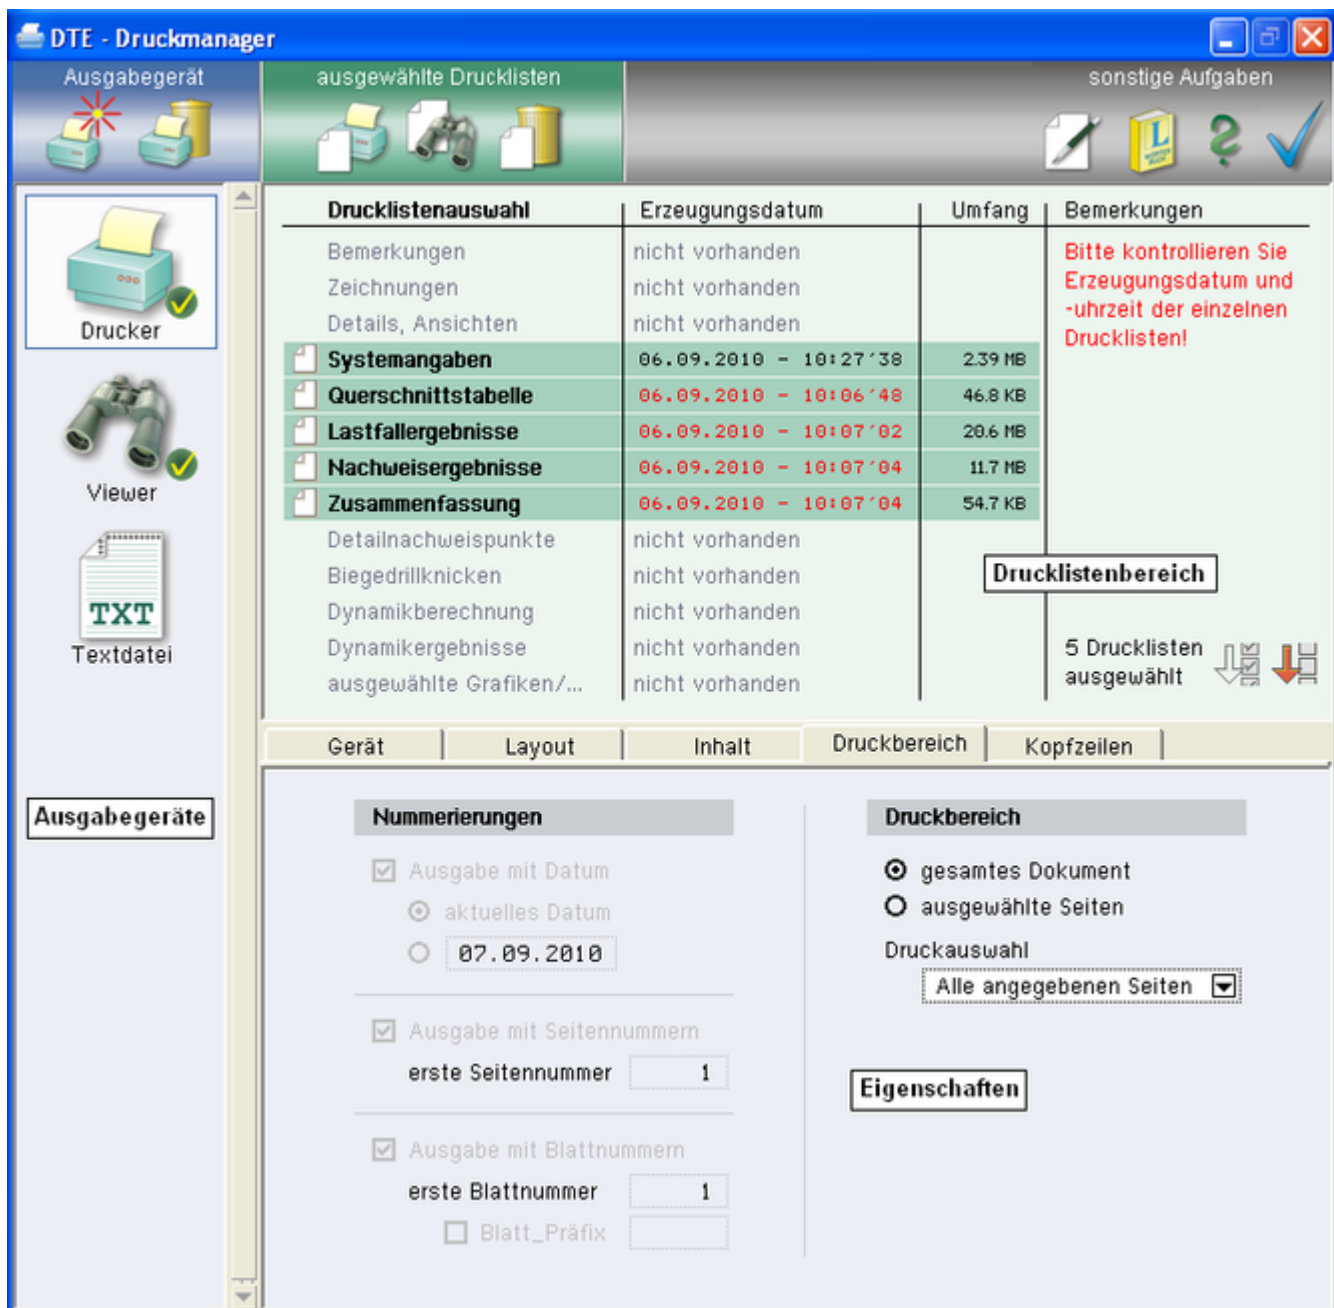 DTE - Druckmanager
Ausgabegerät
ausgewählte Drucklisten
sonstige Aufgaben
L
Drucker
Viewer
TXT
Textdatei
Ausgabegeräte
Drucklistenauswahl Erzeugungsdatum Umfang Bemerkungen
Bemerkungen nicht vorhanden
Zeichnungen nicht vorhanden
Details, Ansichten nicht vorhanden
Systemangaben 06.09.2010 - 10:27´38 2.39 MB
Querschnittstabelle 06.09.2010 - 10:06´48 46.8 KB
Lastfallergebnisse 06.09.2010 - 10:07´02 20.6 MB
Nachweisergebnisse 06.09.2010 - 10:07´04 11.7 MB
Zusammenfassung 06.09.2010 - 10:07´04 54.7 KB
Detailnachweispunkte nicht vorhanden
Biegedrillknicken nicht vorhanden
Dynamikberechnung nicht vorhanden
Dynamikergebnisse nicht vorhanden
ausgewählte Grafiken/... nicht vorhanden
Bitte kontrollieren Sie
Erzeugungsdatum und
-uhrzeit der einzelnen
Drucklisten!
Drucklistenbereich
5 Drucklisten
ausgewählt
Gerät Layout Inhalt Druckbereich Kopfzeilen
Nummerierungen
Ausgabe mit Datum
aktuelles Datum
07.09.2010
Ausgabe mit Seitennummern
erste Seitennummer 1
Ausgabe mit Blattnummern
erste Blattnummer 1
Blatt_Präfix
Druckbereich
gesamtes Dokument
ausgewählte Seiten
Druckauswahl
Alle angegebenen Seiten
Eigenschaften